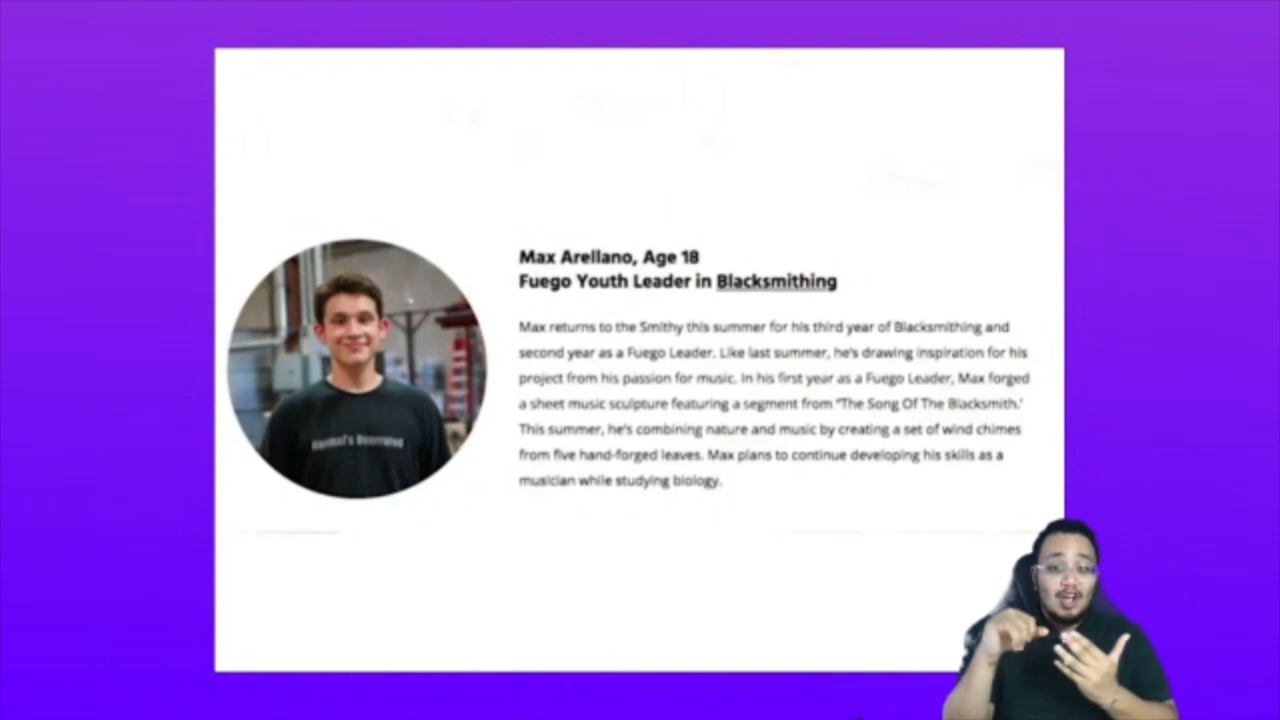 Max Arellano, Age 18
Fuego Youth Leader in Blacksmithing
Max returns to the Smithy this summer for his third year of Blacksmithing and
second year as a Fuego Leader. Like last summer, he's drawing inspiration for his
project from his passion for music. In his first year as a Fuego Leader, Max forged
a sheet music sculpture featuring a segment from "The Song Of The Blacksmith.'
This summer, he's combining nature and music by creating a set of wind chimes
from five hand-forged leaves. Max plans to continue developing his skills as a
musician while studying biology.